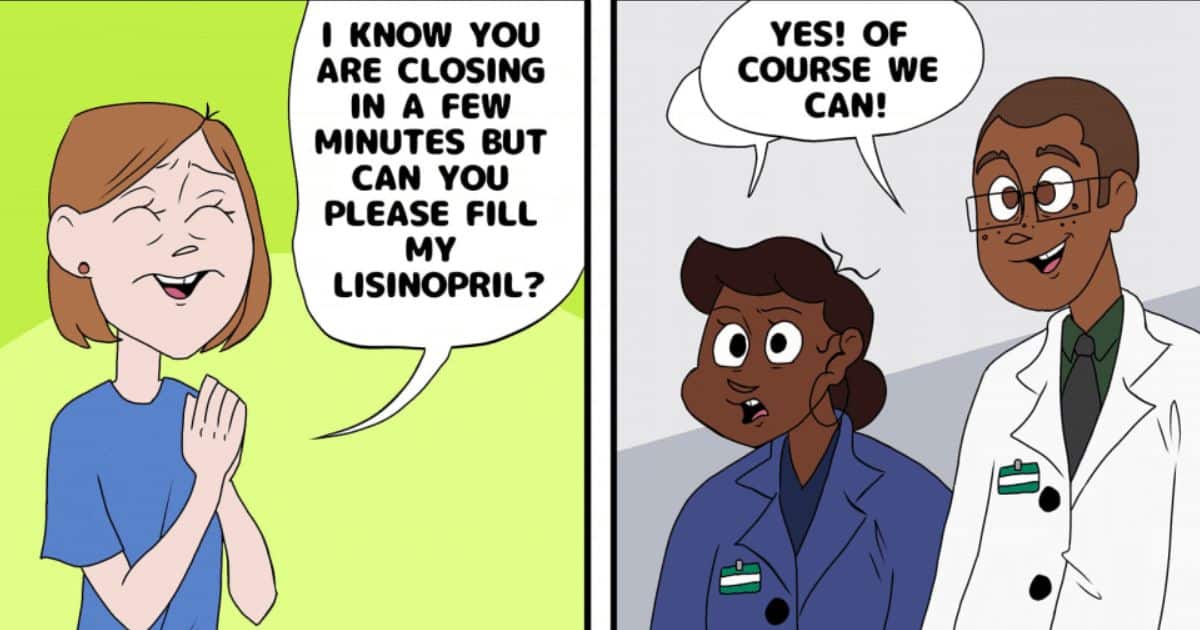 I KNOW YOU
ARE CLOSING
IN A FEW
MINUTES BUT
CAN YOU
PLEASE FILL
MY
LISINOPRIL?
YES! OF
COURSE WE
CAN!